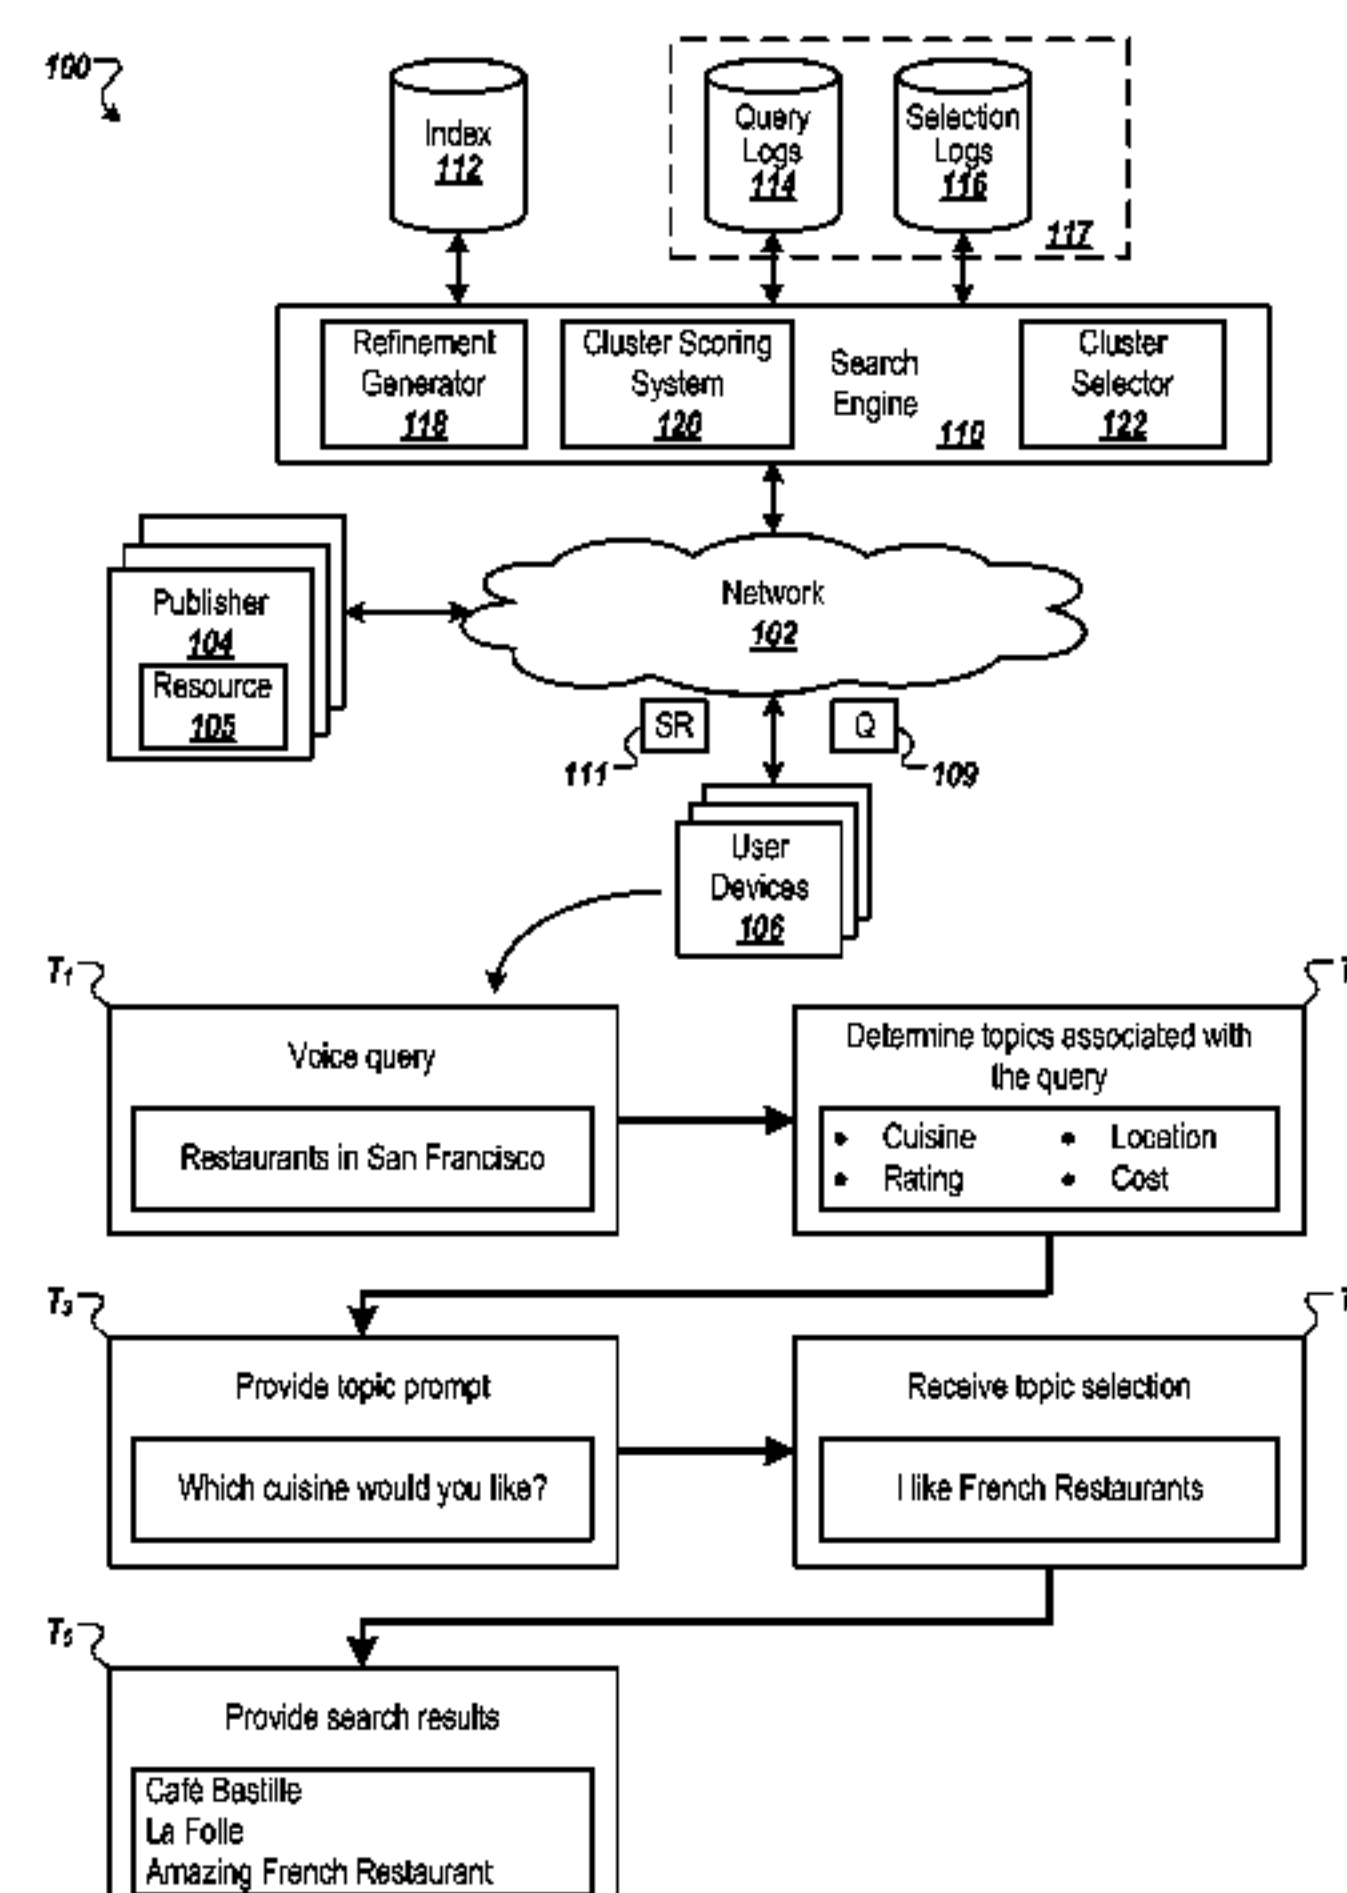 100
Index
112
Query
Logs
114
Selection
Logs
116
117
Refinement
Generator
118
Cluster Scoring
System
120
Search
Engine
110
Cluster
Selector
122
Publisher
104
Resource
105
Network
102
SR
111
Q
109
User
Devices
106
T1
Voice query
Restaurants in San Francisco
Determine topics associated with
the query
• Cuisine
• Location
• Rating
• Cost
T3
Provide topic prompt
Which cuisine would you like?
Receive topic selection
I like French Restaurants
T5
Provide search results
Café Bastille
La Folle
Amazing French Restaurant